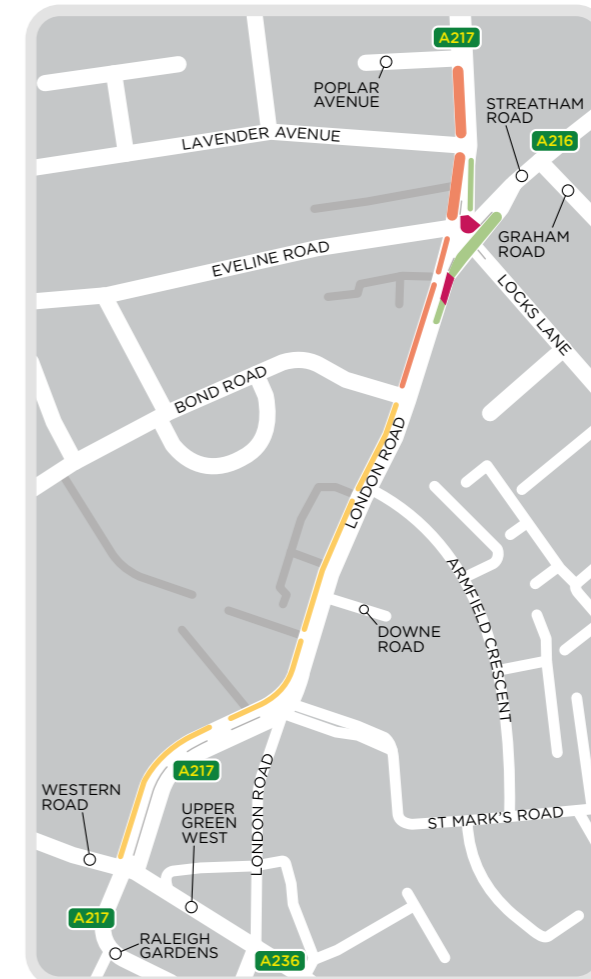 A217
POPLAR
AVENUE
STREATHAM
ROAD
A216
LAVENDER AVENUE
GRAHAM
ROAD
EVELINE ROAD
LOCKS LANE
BOND ROAD
LONDON ROAD
ARMFIELD CRESCENT
DOWNE
ROAD
A217
WESTERN
ROAD
UPPER
GREEN
WEST
LONDON ROAD
ST MARK'S ROAD
A217
RALEIGH
GARDENS
A236